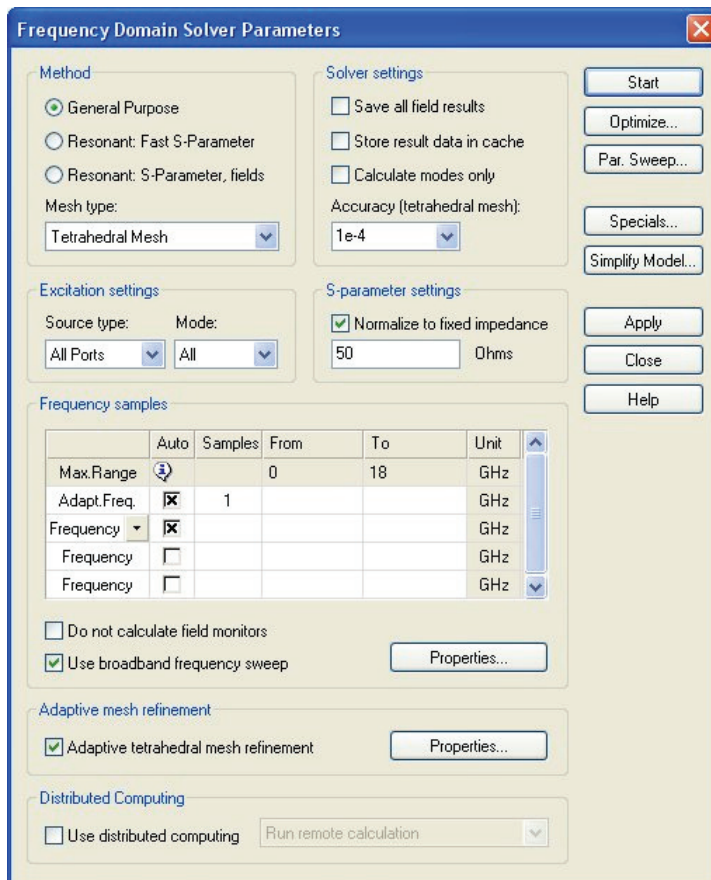 Frequency Domain Solver Parameters
Method
General Purpose
Resonant: Fast S-Parameter
Resonant: S-Parameter, fields
Mesh type:
Tetrahedral Mesh
Solver settings
Save all field results
Store result data in cache
Calculate modes only
Accuracy (tetrahedral mesh):
1e-4
Start
Optimize...
Par. Sweep...
Specials...
Simplify Model...
Apply
Close
Help
Excitation settings
Source type: Mode:
All Ports All
S-parameter settings
Normalize to fixed impedance
50 Ohms
Frequency samples
Auto Samples From To Unit
Max.Range 0 18 GHz
Adapt.Freq. 1 GHz
Frequency GHz
Frequency GHz
Frequency GHz
Do not calculate field monitors
Use broadband frequency sweep
Properties...
Adaptive mesh refinement
Adaptive tetrahedral mesh refinement Properties...
Distributed Computing
Use distributed computing Run remote calculation